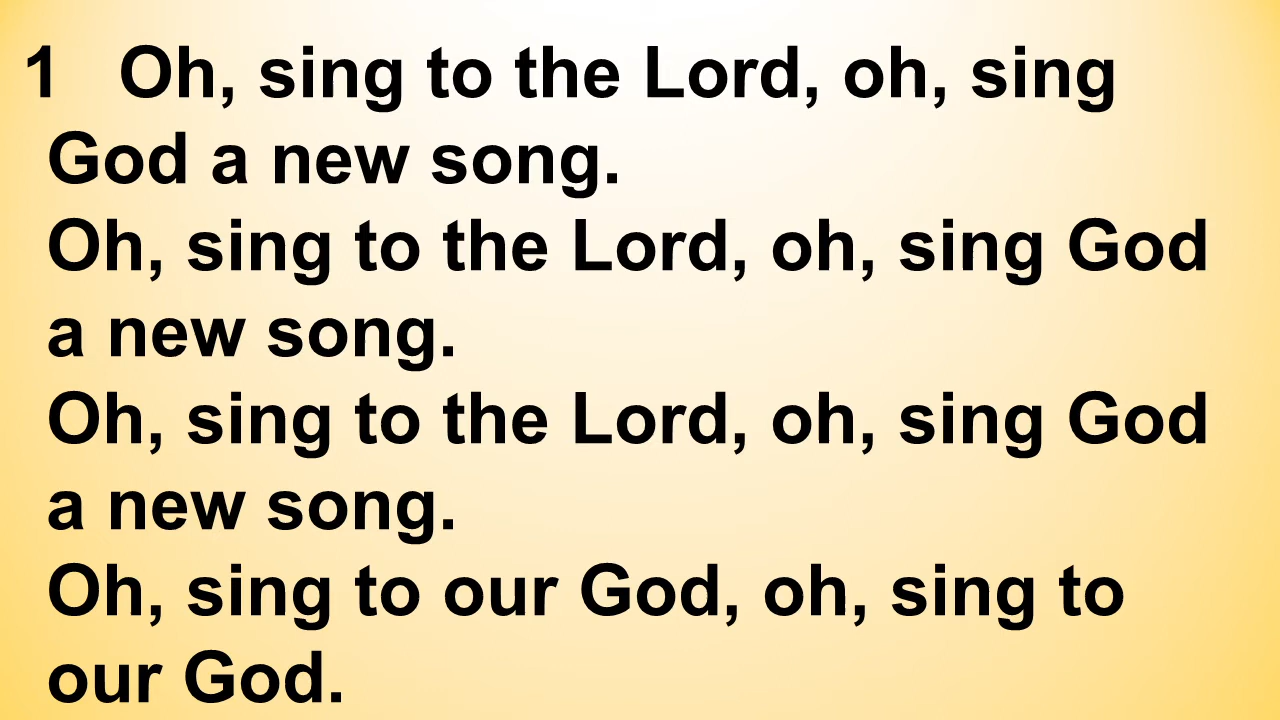 1 Oh, sing to the Lord, oh, sing
God a new song.
Oh, sing to the Lord, oh, sing God
a new song.
Oh, sing to the Lord, oh, sing God
a new song.
Oh, sing to our God, oh, sing to
our God.